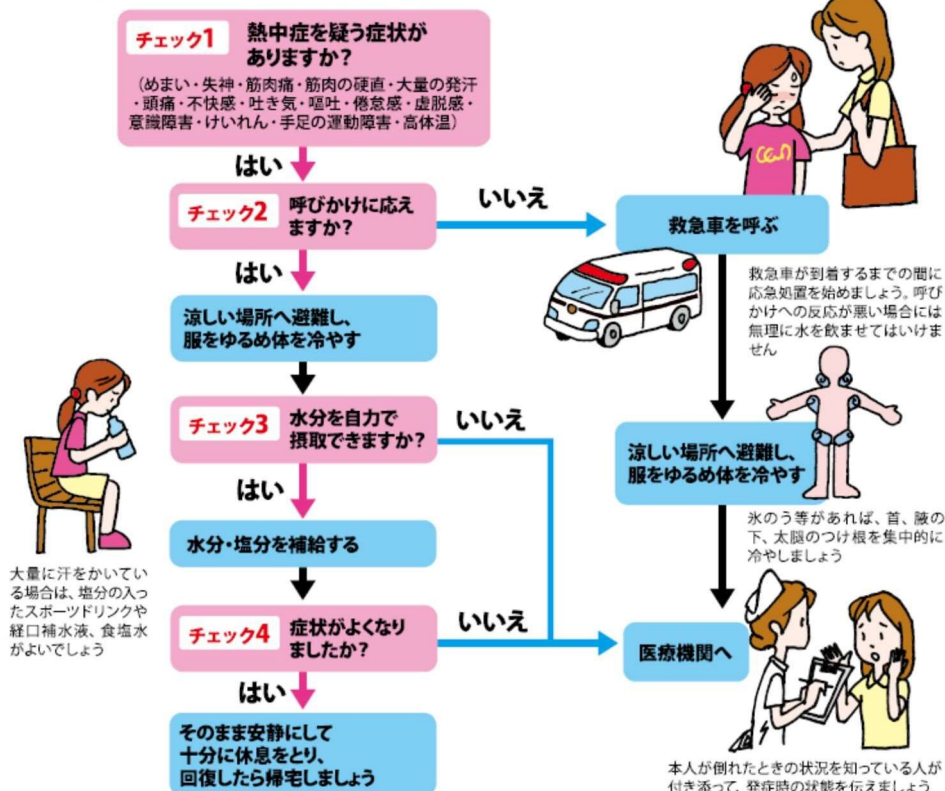 チェック1
熱中症を疑う症状が
ありますか？
（めまい・失神・筋肉痛・筋肉の硬直・大量の発汗
・頭痛・不快感・吐き気・嘔吐・倦怠感・虚脱感・
意識障害・けいれん・手足の運動障害・高体温）
はい
チェック2
呼びかけに応え
ますか？
いいえ
救急車を呼ぶ
救急車が到着するまでの間に
応急処置を始めましょう。呼び
かけへの反応が悪い場合には
無理に水を飲ませてはいけま
せん
はい
涼しい場所へ避難し、
服をゆるめ体を冷やす
チェック3
水分を自力で
摂取できますか？
いいえ
涼しい場所へ避難し、
服をゆるめ体を冷やす
氷のう等があれば、首、腋の
下、太腿のつけ根を集中的に
冷やしましょう
はい
水分・塩分を補給する
大量に汗をかいてい
る場合は、塩分の入っ
たスポーツドリンクや
経口補水液、食塩水
がよいでしょう
チェック4
症状がよくなり
ましたか？
いいえ
医療機関へ
はい
そのまま安静にして
十分に休息をとり、
回復したら帰宅しましょう
本人が倒れたときの状況を知っている人が
付き添って、発症時の状態を伝えましょう